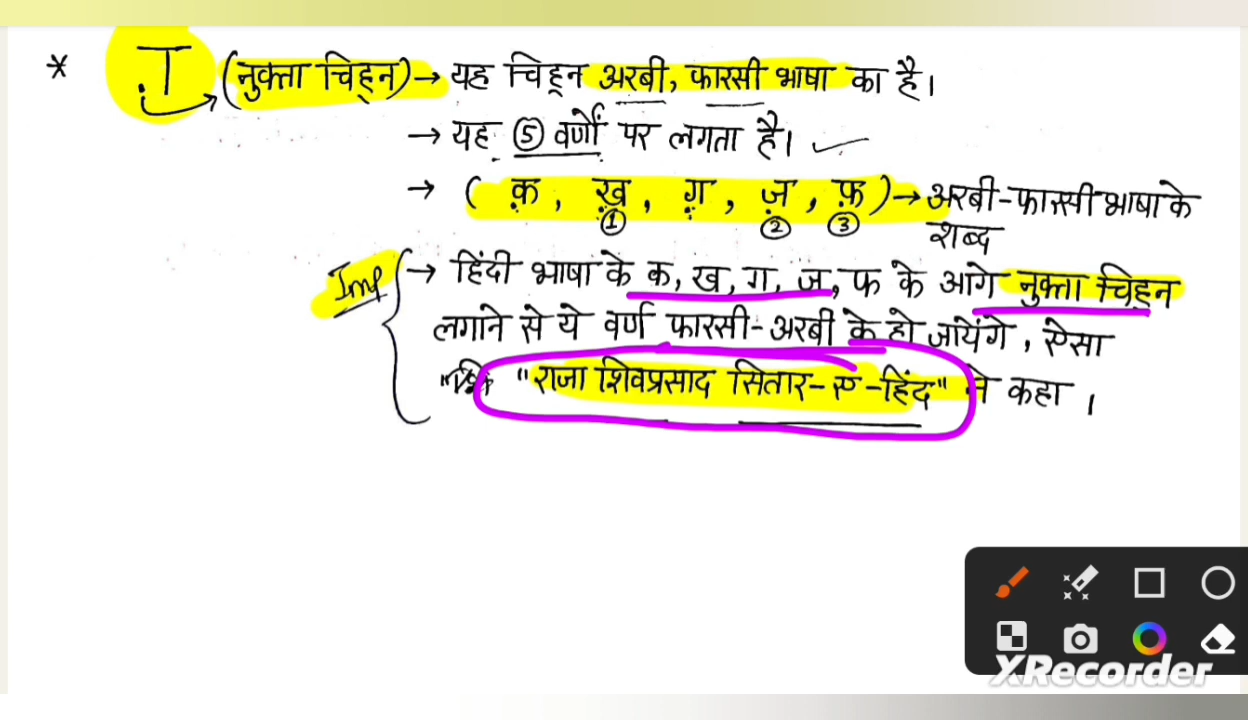 * (नुक्ता चिह्न) → यह चिह्न अरबी, फारसी भाषा का है।
→ यह ⑤ वर्णों पर लगता है।
→ ( क़, ख़, ग़, ज़, फ़ ) → अरबी-फारसी भाषा के
① ② ③ शब्द
Imp → हिंदी भाषा के क, ख, ग, ज, फ के आगे नुक्ता चिह्न
लगाने से ये वर्ण फारसी-अरबी के हो जायेंगे, ऐसा
"राजा शिवप्रसाद सितार-ए-हिंद" ने कहा ।
XRecorder